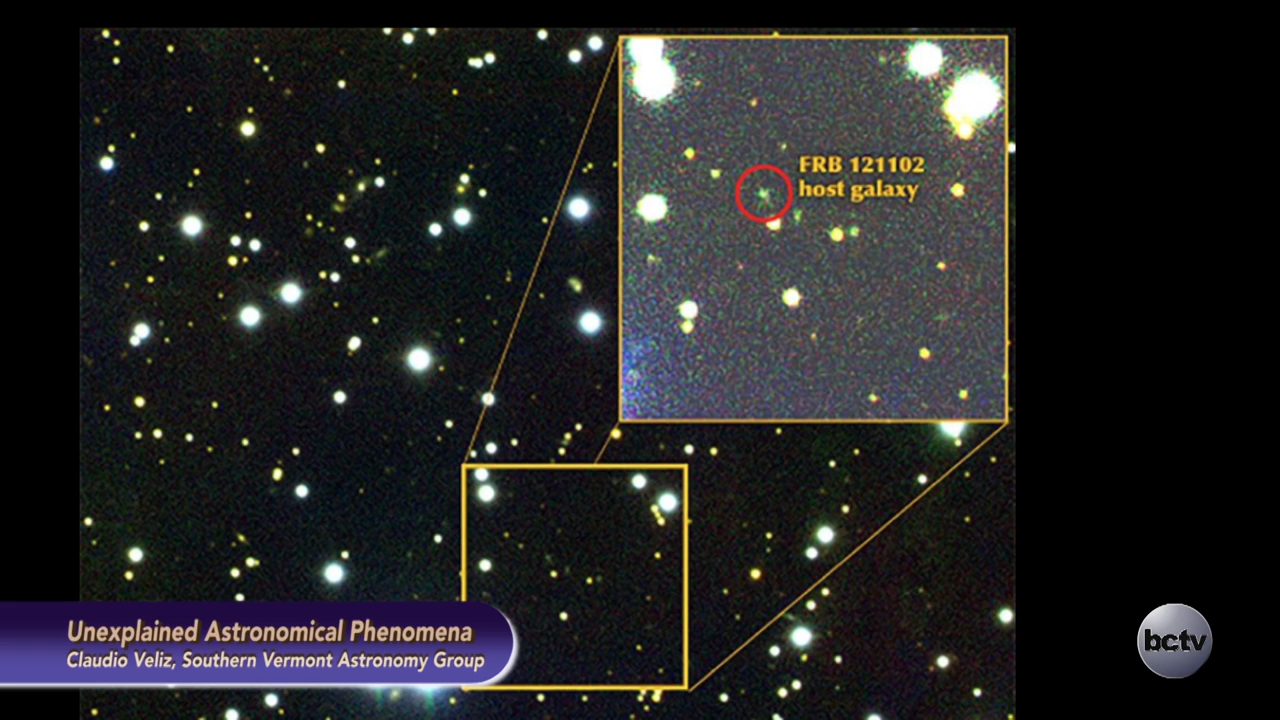 FRB 121102
host galaxy
Unexplained Astronomical Phenomena
Claudio Veliz, Southern Vermont Astronomy Group
bctv